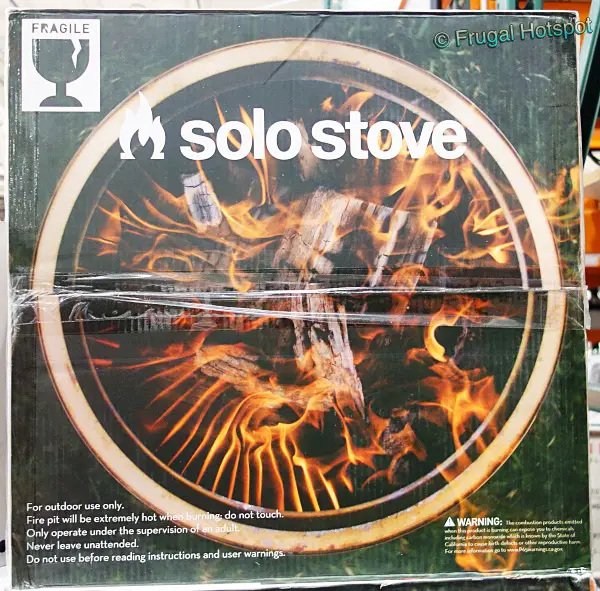 FRAGILE
© Frugal Hotspot
solo stove
For outdoor use only.
Fire pit will be extremely hot when burning; do not touch.
Only operate under the supervision of an adult.
Never leave unattended.
Do not use before reading instructions and user warnings.
WARNING: The combustion products emitted
when this product is burning can expose you to chemicals
including carbon monoxide which is known by the State of
California to cause birth defects or other reproductive harm.
For more information go to www.P65warnings.ca.gov.